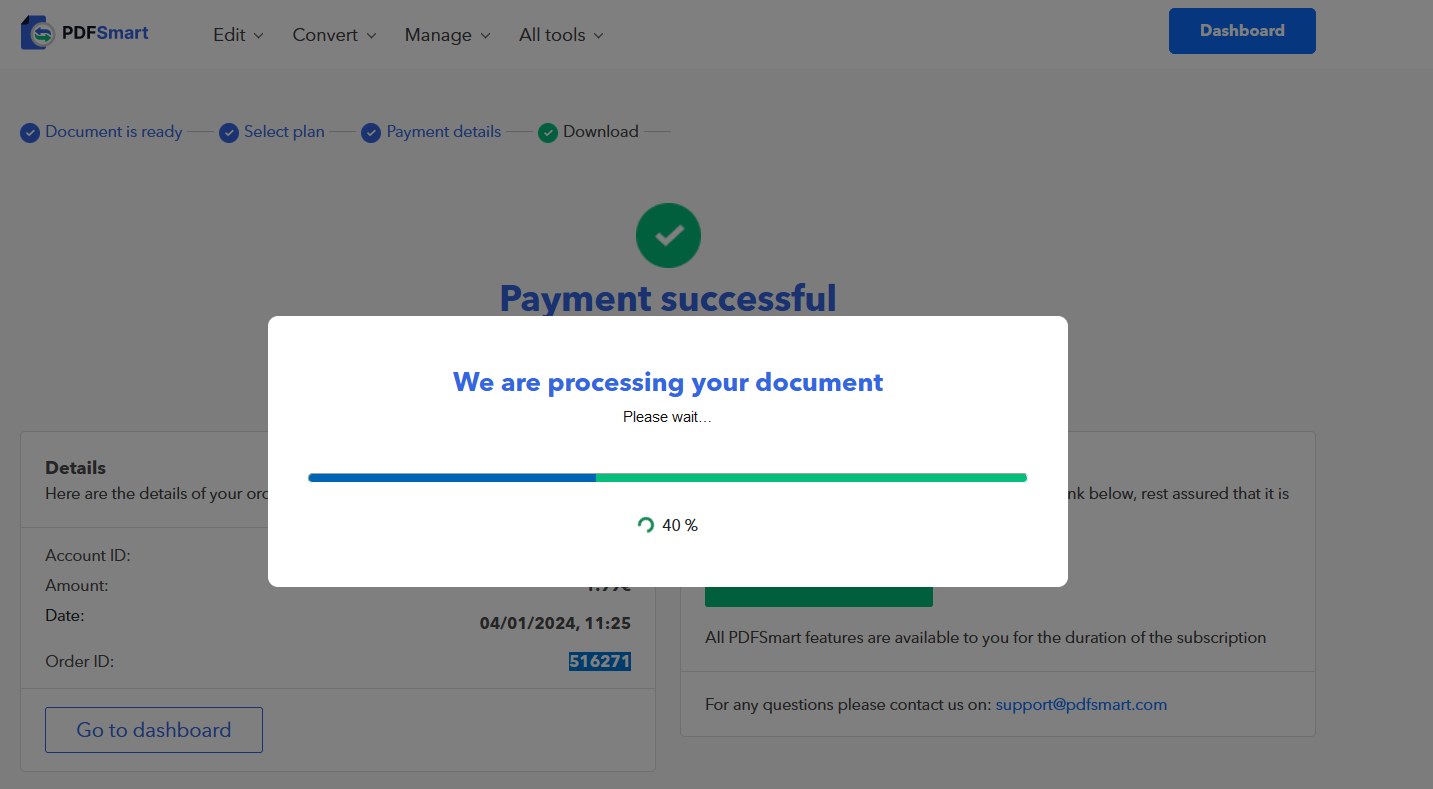 PDFSmart
Edit
Convert
Manage
All tools
Dashboard
Document is ready
Select plan
Payment details
Download
Payment successful
We are processing your document
Please wait...
40 %
Details
Here are the details of your
nk below, rest assured that it is
Account ID:
Amount:
Date:
04/01/2024, 11:25
Order ID:
516271
Go to dashboard
All PDFSmart features are available to you for the duration of the subscription
For any questions please contact us on: support@pdfsmart.com